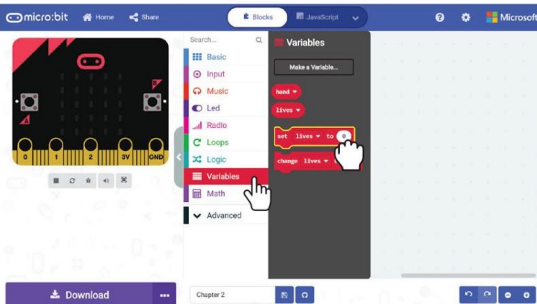 micro:bit
Home
Share
Blocks
JavaScript
Microsoft
Search...
Basic
Input
Music
Led
Radio
Loops
Logic
Variables
Math
Advanced
Variables
Make a Variable...
hand
lives
set lives to 0
change lives
0 1 2 3V GND
Download
Chapter 2